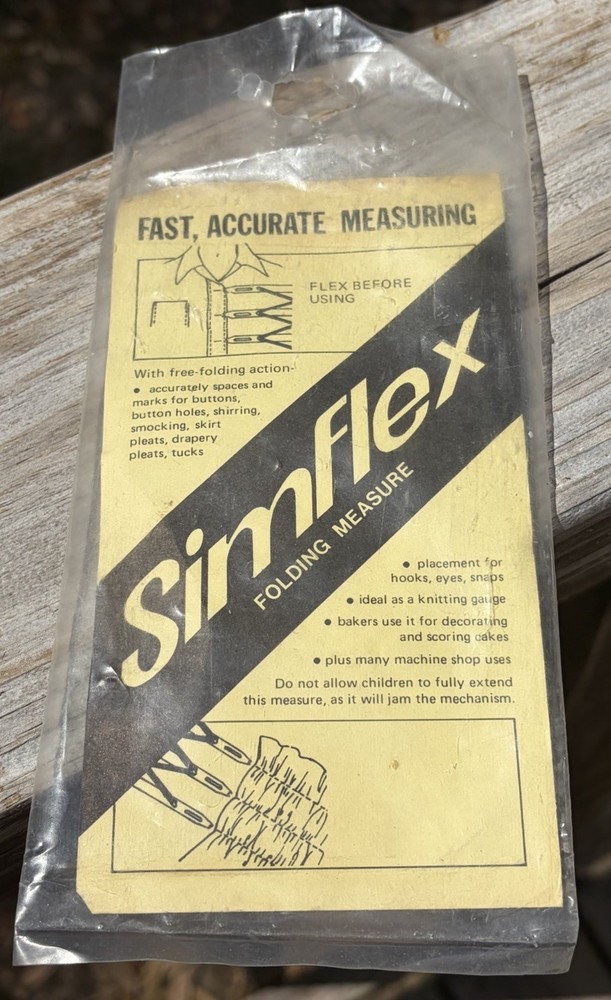 FAST, ACCURATE MEASURING
FLEX BEFORE
USING
With free-folding action-
• accurately spaces and
marks for buttons,
button holes, shirring,
smocking, skirt
pleats, drapery
pleats, tucks
Simflex
FOLDING MEASURE
• placement for
hooks, eyes, snaps
• ideal as a knitting gauge
• bakers use it for decorating
and scoring cakes
• plus many machine shop uses
Do not allow children to fully extend
this measure, as it will jam the mechanism.